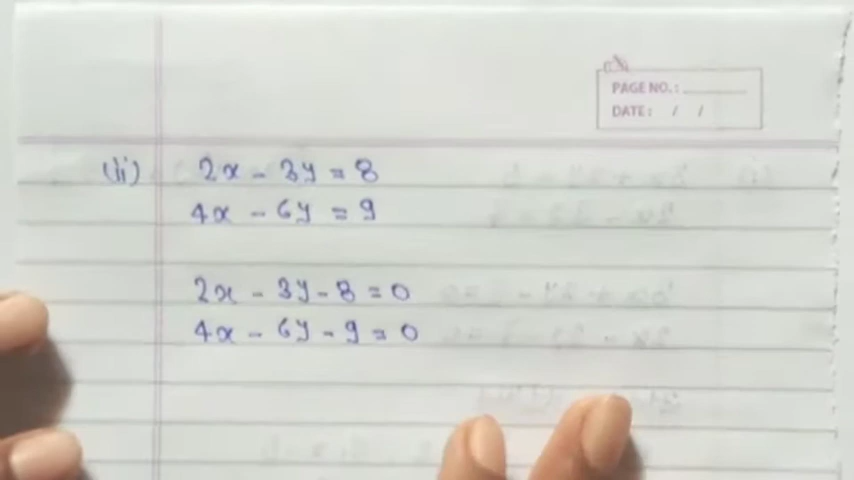 PAGE NO.:
DATE: / /
(ii) 2x - 3y = 8
4x - 6y = 9
2x - 3y - 8 = 0
4x - 6y - 9 = 0